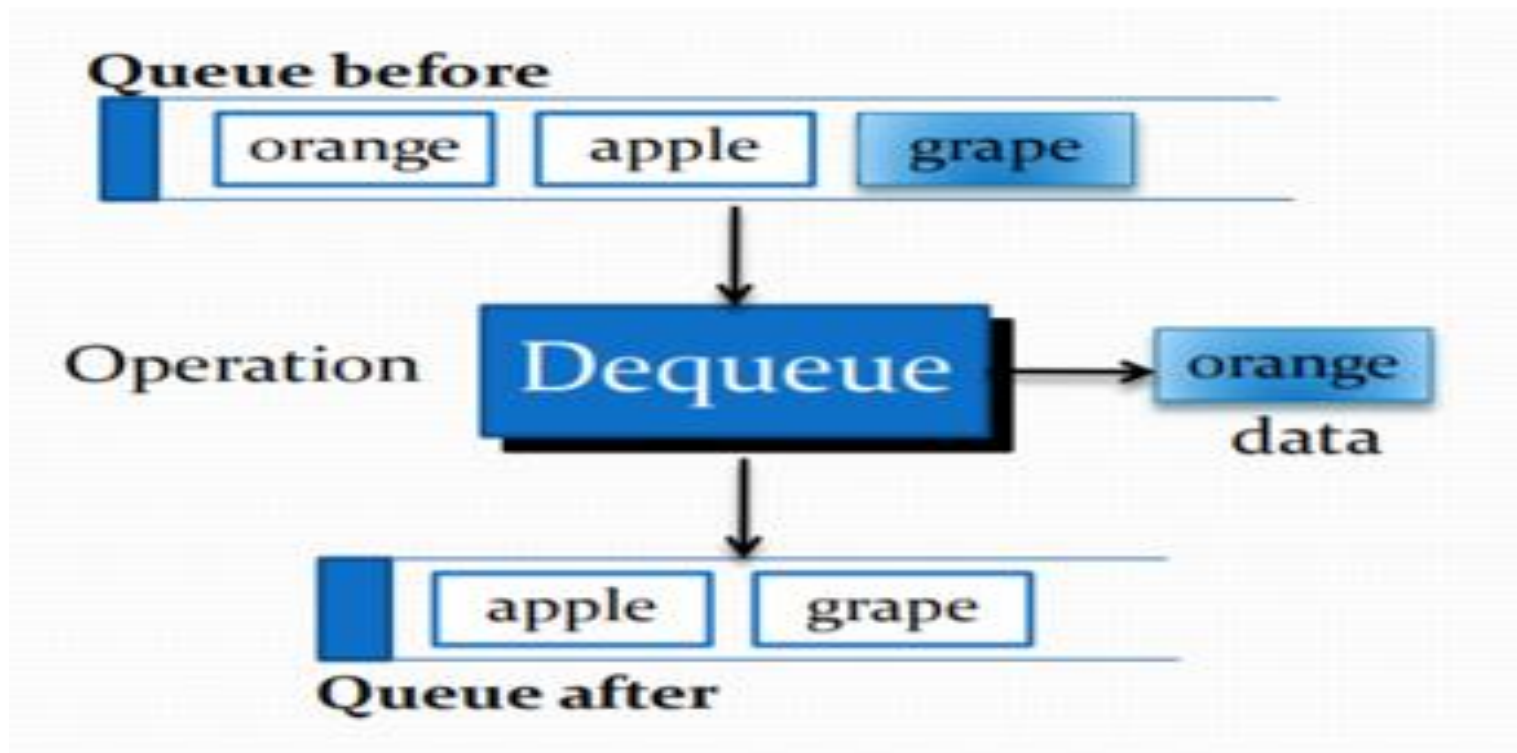 Queue before
orange apple grape
Operation Dequeue orange
data
apple grape
Queue after